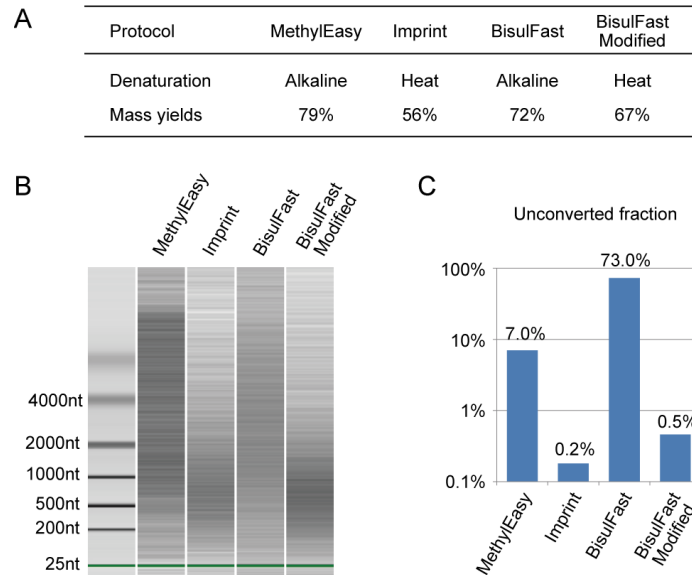 A
Protocol MethylEasy Imprint BisulFast BisulFast Modified
Denaturation Alkaline Heat Alkaline Heat
Mass yields 79% 56% 72% 67%
B
MethylEasy
Imprint
BisulFast
BisulFast
Modified
4000nt
2000nt
1000nt
500nt
200nt
25nt
C
Unconverted fraction
100%
10%
1%
0.1%
7.0%
0.2%
73.0%
0.5%
MethylEasy
Imprint
BisulFast
BisulFast
Modified